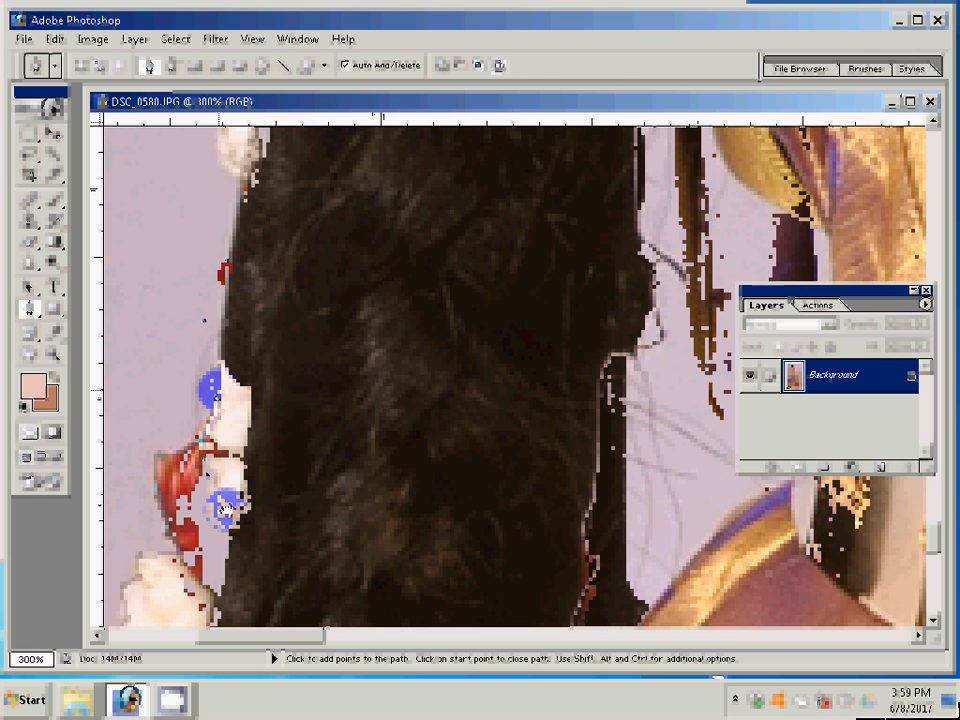 Adobe Photoshop
File Edit Image Layer Select Filter View Window Help
Auto Add/Delete
File Browser Brushes Styles
DSC_0580.JPG @ 300% (RGB)
1
Layers Actions
Background
300% Doc: 14M/14M Click to add points to the path. Click on start point to close path. Use Shift, Alt and Ctrl for additional options.
Start
3:59 PM
6/8/2017